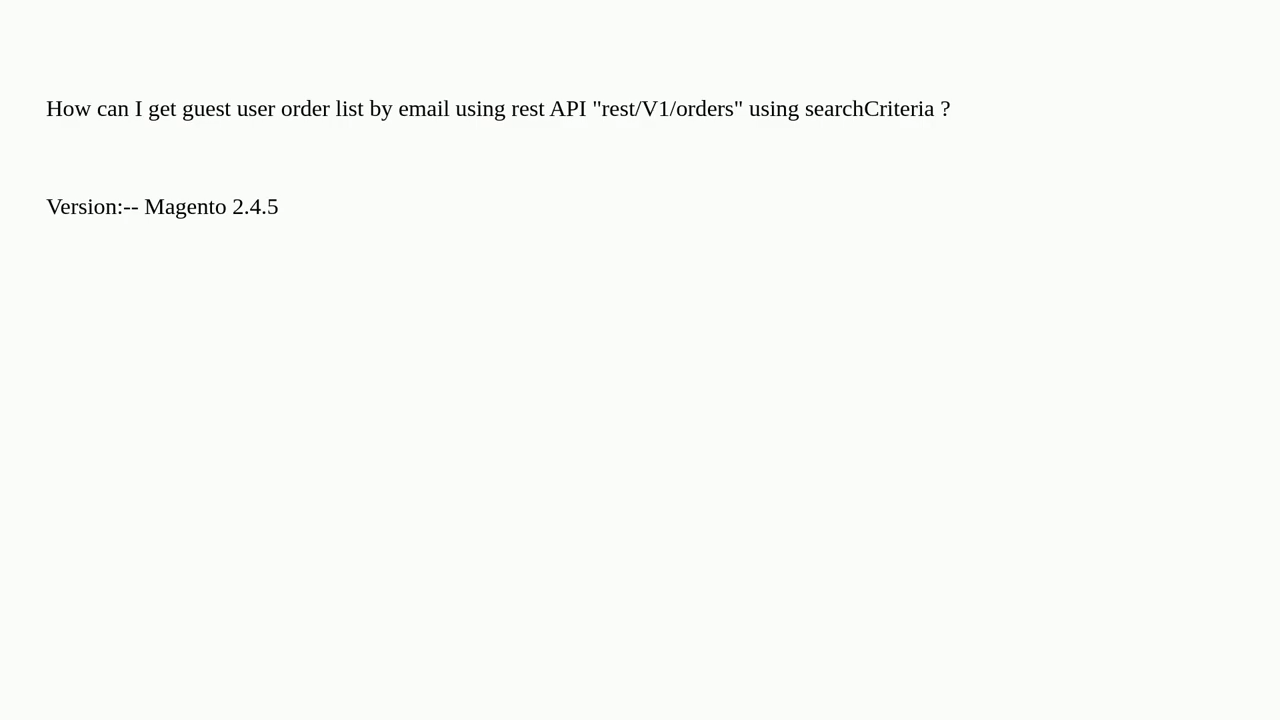 How can I get guest user order list by email using rest API "rest/V1/orders" using searchCriteria ?
Version:-- Magento 2.4.5